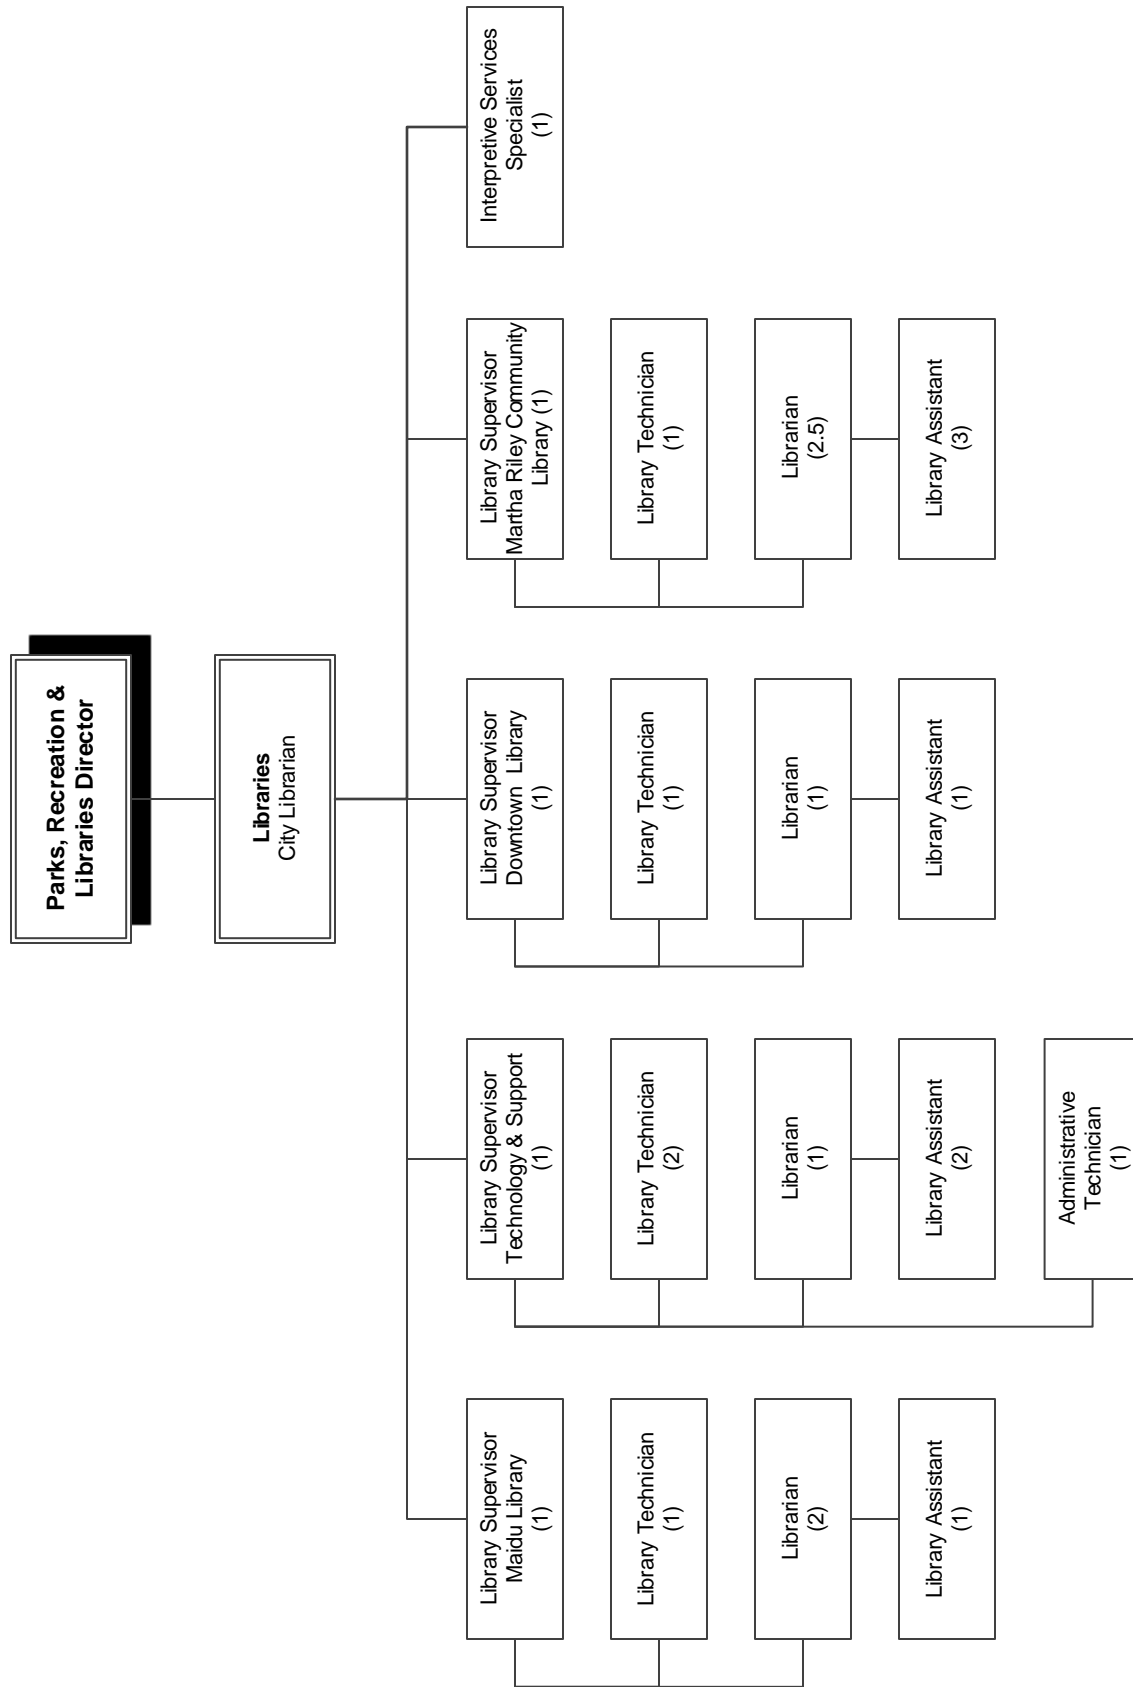 Parks, Recreation &
Libraries Director
Libraries
City Librarian
Library Supervisor
Maidu Library
(1)
Library Technician
(1)
Librarian
(2)
Library Assistant
(1)
Library Supervisor
Technology & Support
(1)
Library Technician
(2)
Librarian
(1)
Library Assistant
(2)
Administrative
Technician
(1)
Library Supervisor
Downtown Library
(1)
Library Technician
(1)
Librarian
(1)
Library Assistant
(1)
Library Supervisor
Martha Riley Community
Library (1)
Library Technician
(1)
Librarian
(2.5)
Library Assistant
(3)
Interpretive Services
Specialist
(1)